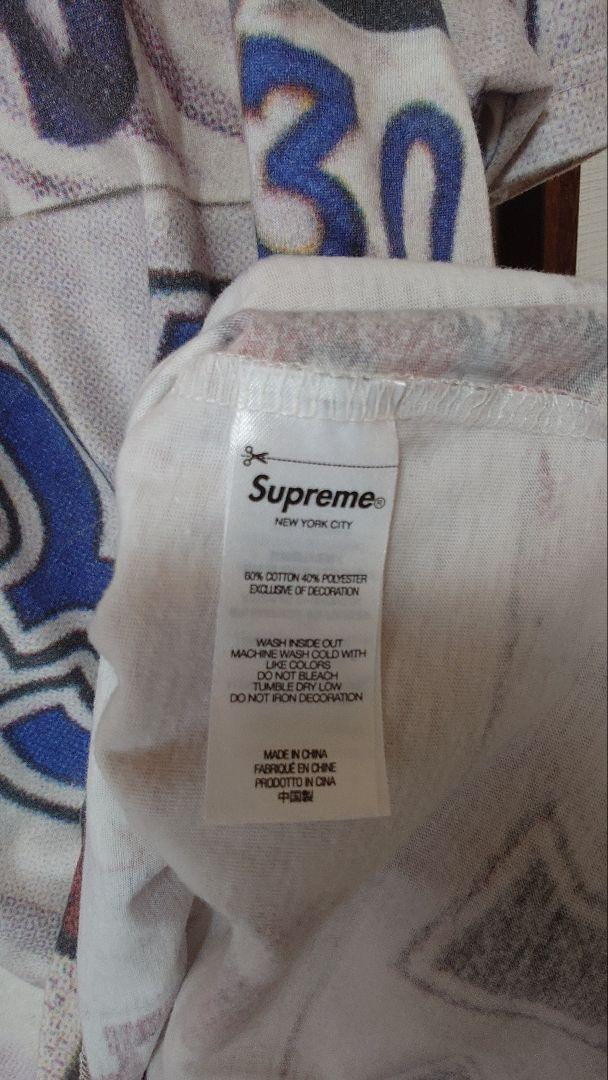 30
Supreme®
NEW YORK CITY
60% COTTON 40% POLYESTER
EXCLUSIVE OF DECORATION
WASH INSIDE OUT
MACHINE WASH COLD WITH
LIKE COLORS
DO NOT BLEACH
TUMBLE DRY LOW
DO NOT IRON DECORATION
MADE IN CHINA
FABRIQUÉ EN CHINE
PRODOTTO IN CINA
中国製